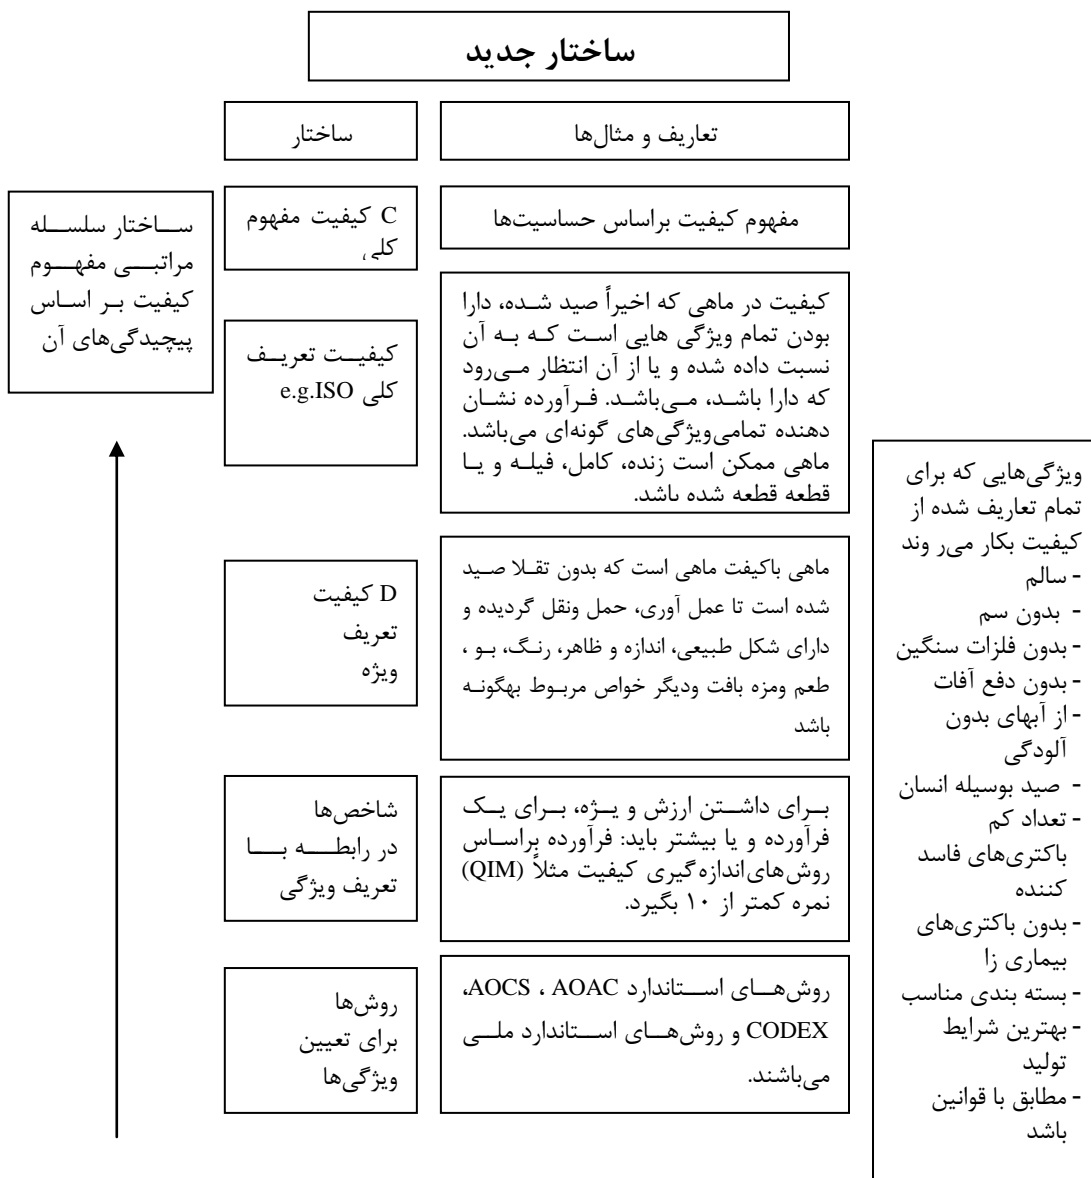 ساختار جدید
تعاریف و مثال‌ها
ساختار
مفهوم کیفیت براساس حساسیت‌ها
C کیفیت مفهوم
کلی
ساختار سلسله
مراتبی مفهوم
کیفیت بر اساس
پیچیدگی‌های آن
کیفیت در ماهی که اخیراً صید شده، دارا
بودن تمام ویژگی هایی است که به آن
نسبت داده شده و یا از آن انتظار می‌رود
که دارا باشد، می‌باشد. فرآورده نشان
دهنده تمامی‌ویژگی‌های گونه‌ای می‌باشد.
ماهی ممکن است زنده، کامل، فیله و یا
قطعه قطعه شده باشد.
کیفیت تعریف
کلی e.g.ISO
ماهی باکیفت ماهی است که بدون تقلا صید
شده است تا عمل آوری، حمل ونقل گردیده و
دارای شکل طبیعی، اندازه و ظاهر، رنگ، بو ،
طعم ومزه بافت ودیگر خواص مربوط بهگونه
باشد
D کیفیت
تعریف
ویژه
برای داشتن ارزش و یـژه، برای یک
فرآورده و یا بیشتر باید: فرآورده براساس
روش‌های‌اندازه گیری کیفیت مثلاً (QIM)
نمره کمتر از ۱۰ بگیرد.
شاخص‌ها
در رابطه با
تعریف ویژگی
روش‌های استاندارد AOCS ، AOAC،
CODEX و روش‌های استاندارد ملی
می‌باشند.
روش‌ها
برای تعیین
ویژگی‌ها
ویژگی‌هایی که برای
تمام تعاریف شده از
کیفیت بکار می‌ر وند
- سالم
- بدون سم
- بدون فلزات سنگین
- بدون دفع آفات
- از آبهای بدون
آلودگی
- صید بوسیله انسان
- تعداد کم
باکتری‌های فاسد
کننده
- بدون باکتری‌های
بیماری زا
- بسته بندی مناسب
- بهترین شرایط
تولید
- مطابق با قوانین
باشد